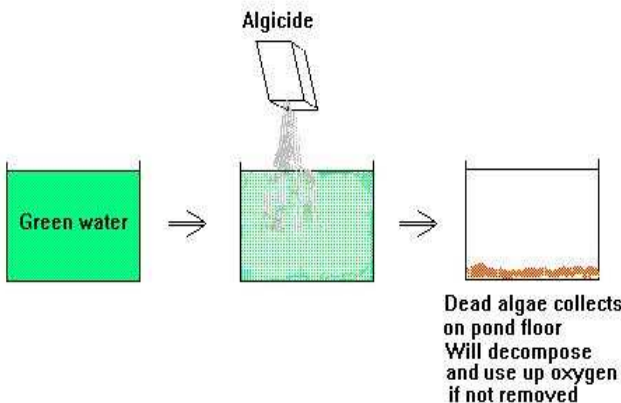 Algicide
Green water
Dead algae collects
on pond floor
Will decompose
and use up oxygen
if not removed